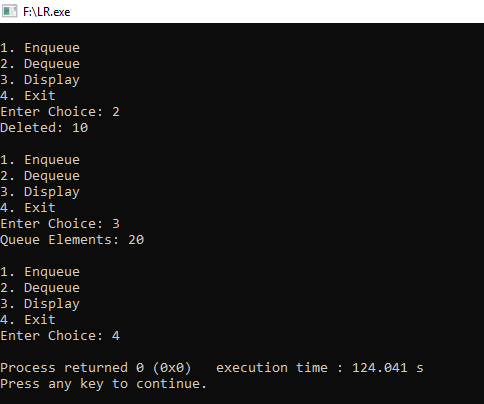 F:\LR.exe
1. Enqueue
2. Dequeue
3. Display
4. Exit
Enter Choice: 2
Deleted: 10
1. Enqueue
2. Dequeue
3. Display
4. Exit
Enter Choice: 3
Queue Elements: 20
1. Enqueue
2. Dequeue
3. Display
4. Exit
Enter Choice: 4
Process returned 0 (0x0)   execution time : 124.041 s
Press any key to continue.